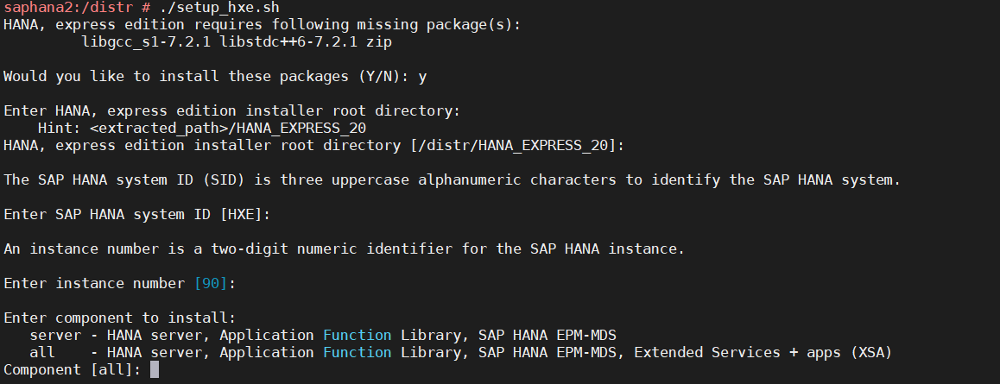 saphana2:/distr # ./setup_hxe.sh
HANA, express edition requires following missing package(s):
libgcc_s1-7.2.1 libstdc++6-7.2.1 zip
Would you like to install these packages (Y/N): y
Enter HANA, express edition installer root directory:
Hint: <extracted_path>/HANA_EXPRESS_20
HANA, express edition installer root directory [/distr/HANA_EXPRESS_20]:
The SAP HANA system ID (SID) is three uppercase alphanumeric characters to identify the SAP HANA system.
Enter SAP HANA system ID [HXE]:
An instance number is a two-digit numeric identifier for the SAP HANA instance.
Enter instance number [90]:
Enter component to install:
server - HANA server, Application Function Library, SAP HANA EPM-MDS
all - HANA server, Application Function Library, SAP HANA EPM-MDS, Extended Services + apps (XSA)
Component [all]: